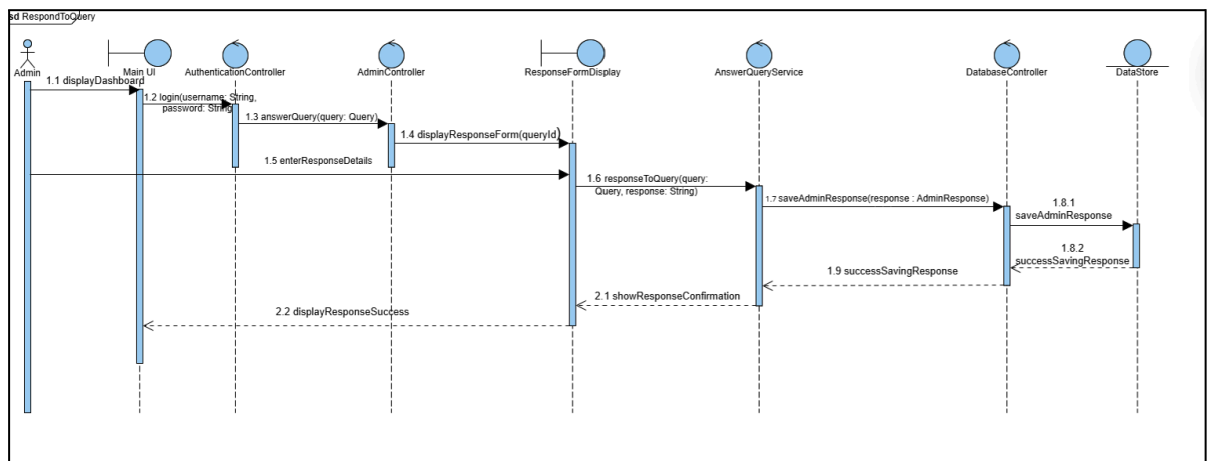 sd RespondToQuery
Admin
Main UI
AuthenticationController
AdminController
ResponseFormDisplay
AnswerQueryService
DatabaseController
DataStore
1.1 displayDashboard
1.2 login(username: String,
password: String)
1.3 answerQuery(query: Query)
1.4 displayResponseForm(queryId)
1.5 enterResponseDetails
1.6 responseToQuery(query:
Query, response: String)
1.7 saveAdminResponse(response : AdminResponse)
1.8.1
saveAdminResponse
1.8.2
successSavingResponse
1.9 successSavingResponse
2.1 showResponseConfirmation
2.2 displayResponseSuccess